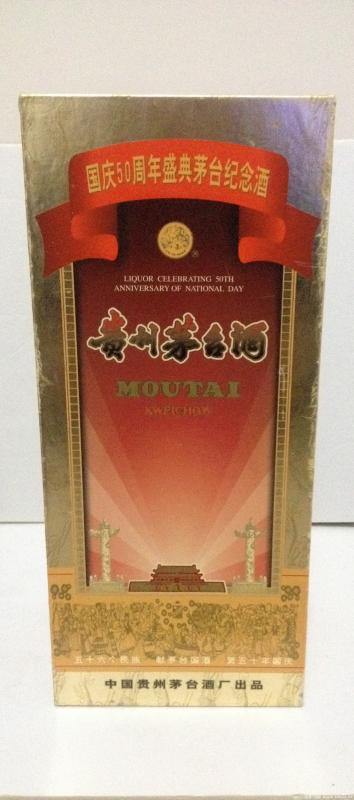 国庆50周年盛典茅台纪念酒
LIQUOR CELEBRATING 50TH
ANNIVERSARY OF NATIONAL DAY
贵州茅台酒
MOUTAI
KWEICHOW
五十六个民族 献茅台国酒 贺五十年国庆
中国贵州茅台酒厂出品